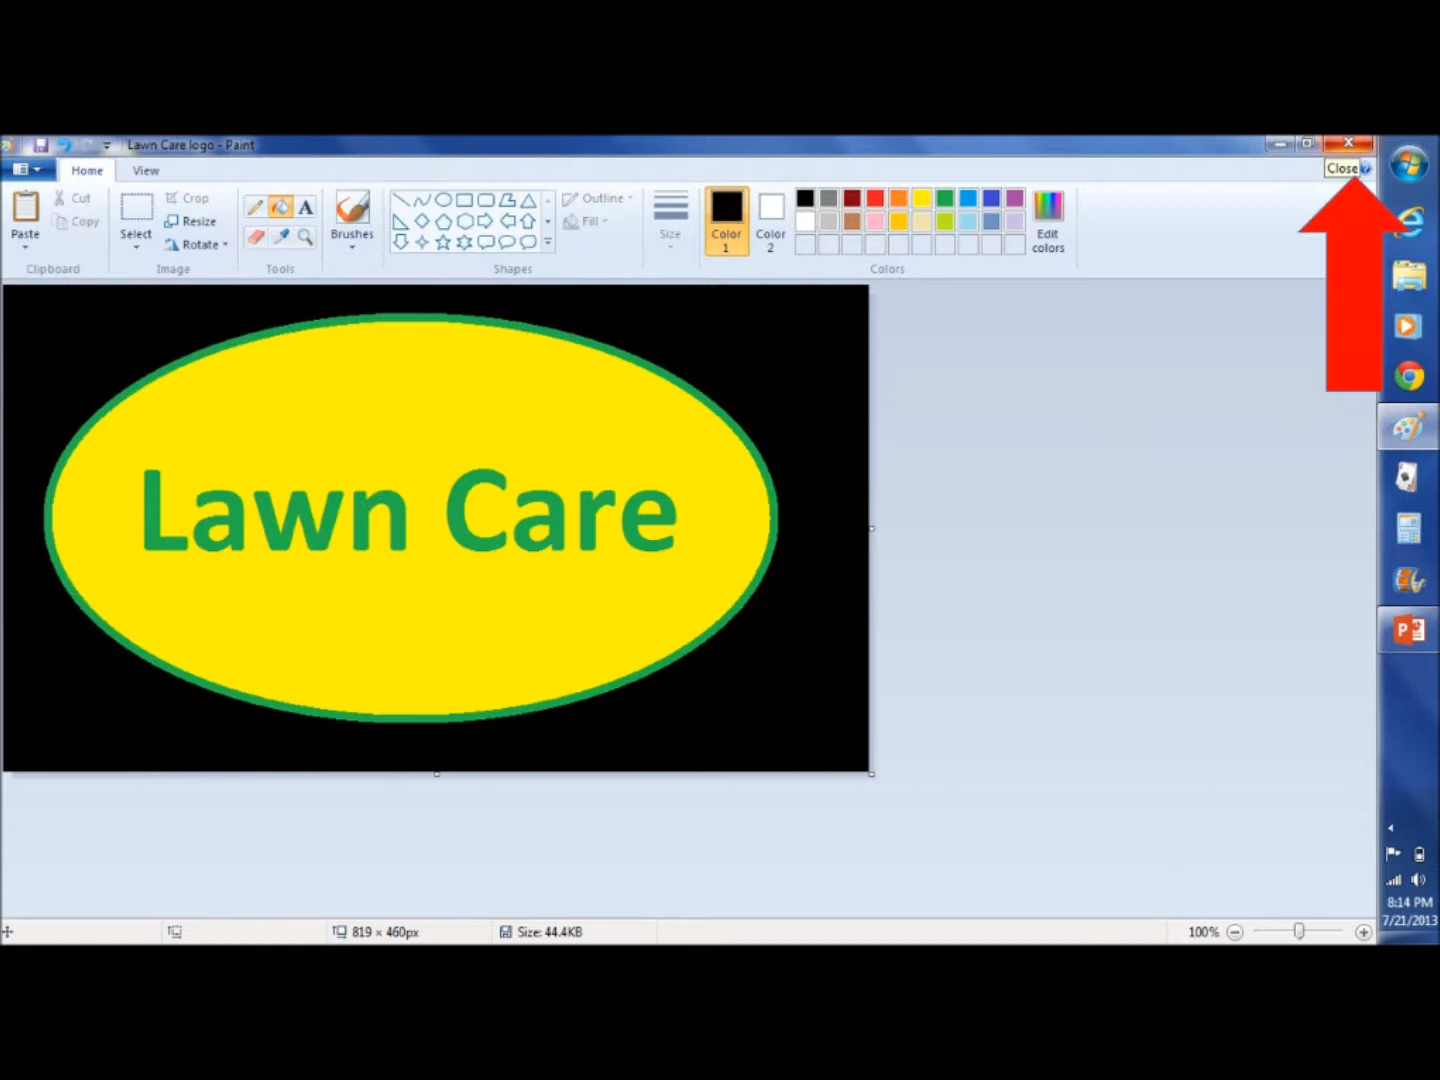 Lawn Care logo - Paint
Home View
Close
Paste
Cut
Copy
Clipboard
Select
Crop
Resize
Rotate
Image
A
Tools
Brushes
Outline
Fill
Shapes
Size
Color 1
Color 2
Edit colors
Colors
Lawn Care
819 × 460px
Size: 44.4KB
100%
8:14 PM
7/21/2013